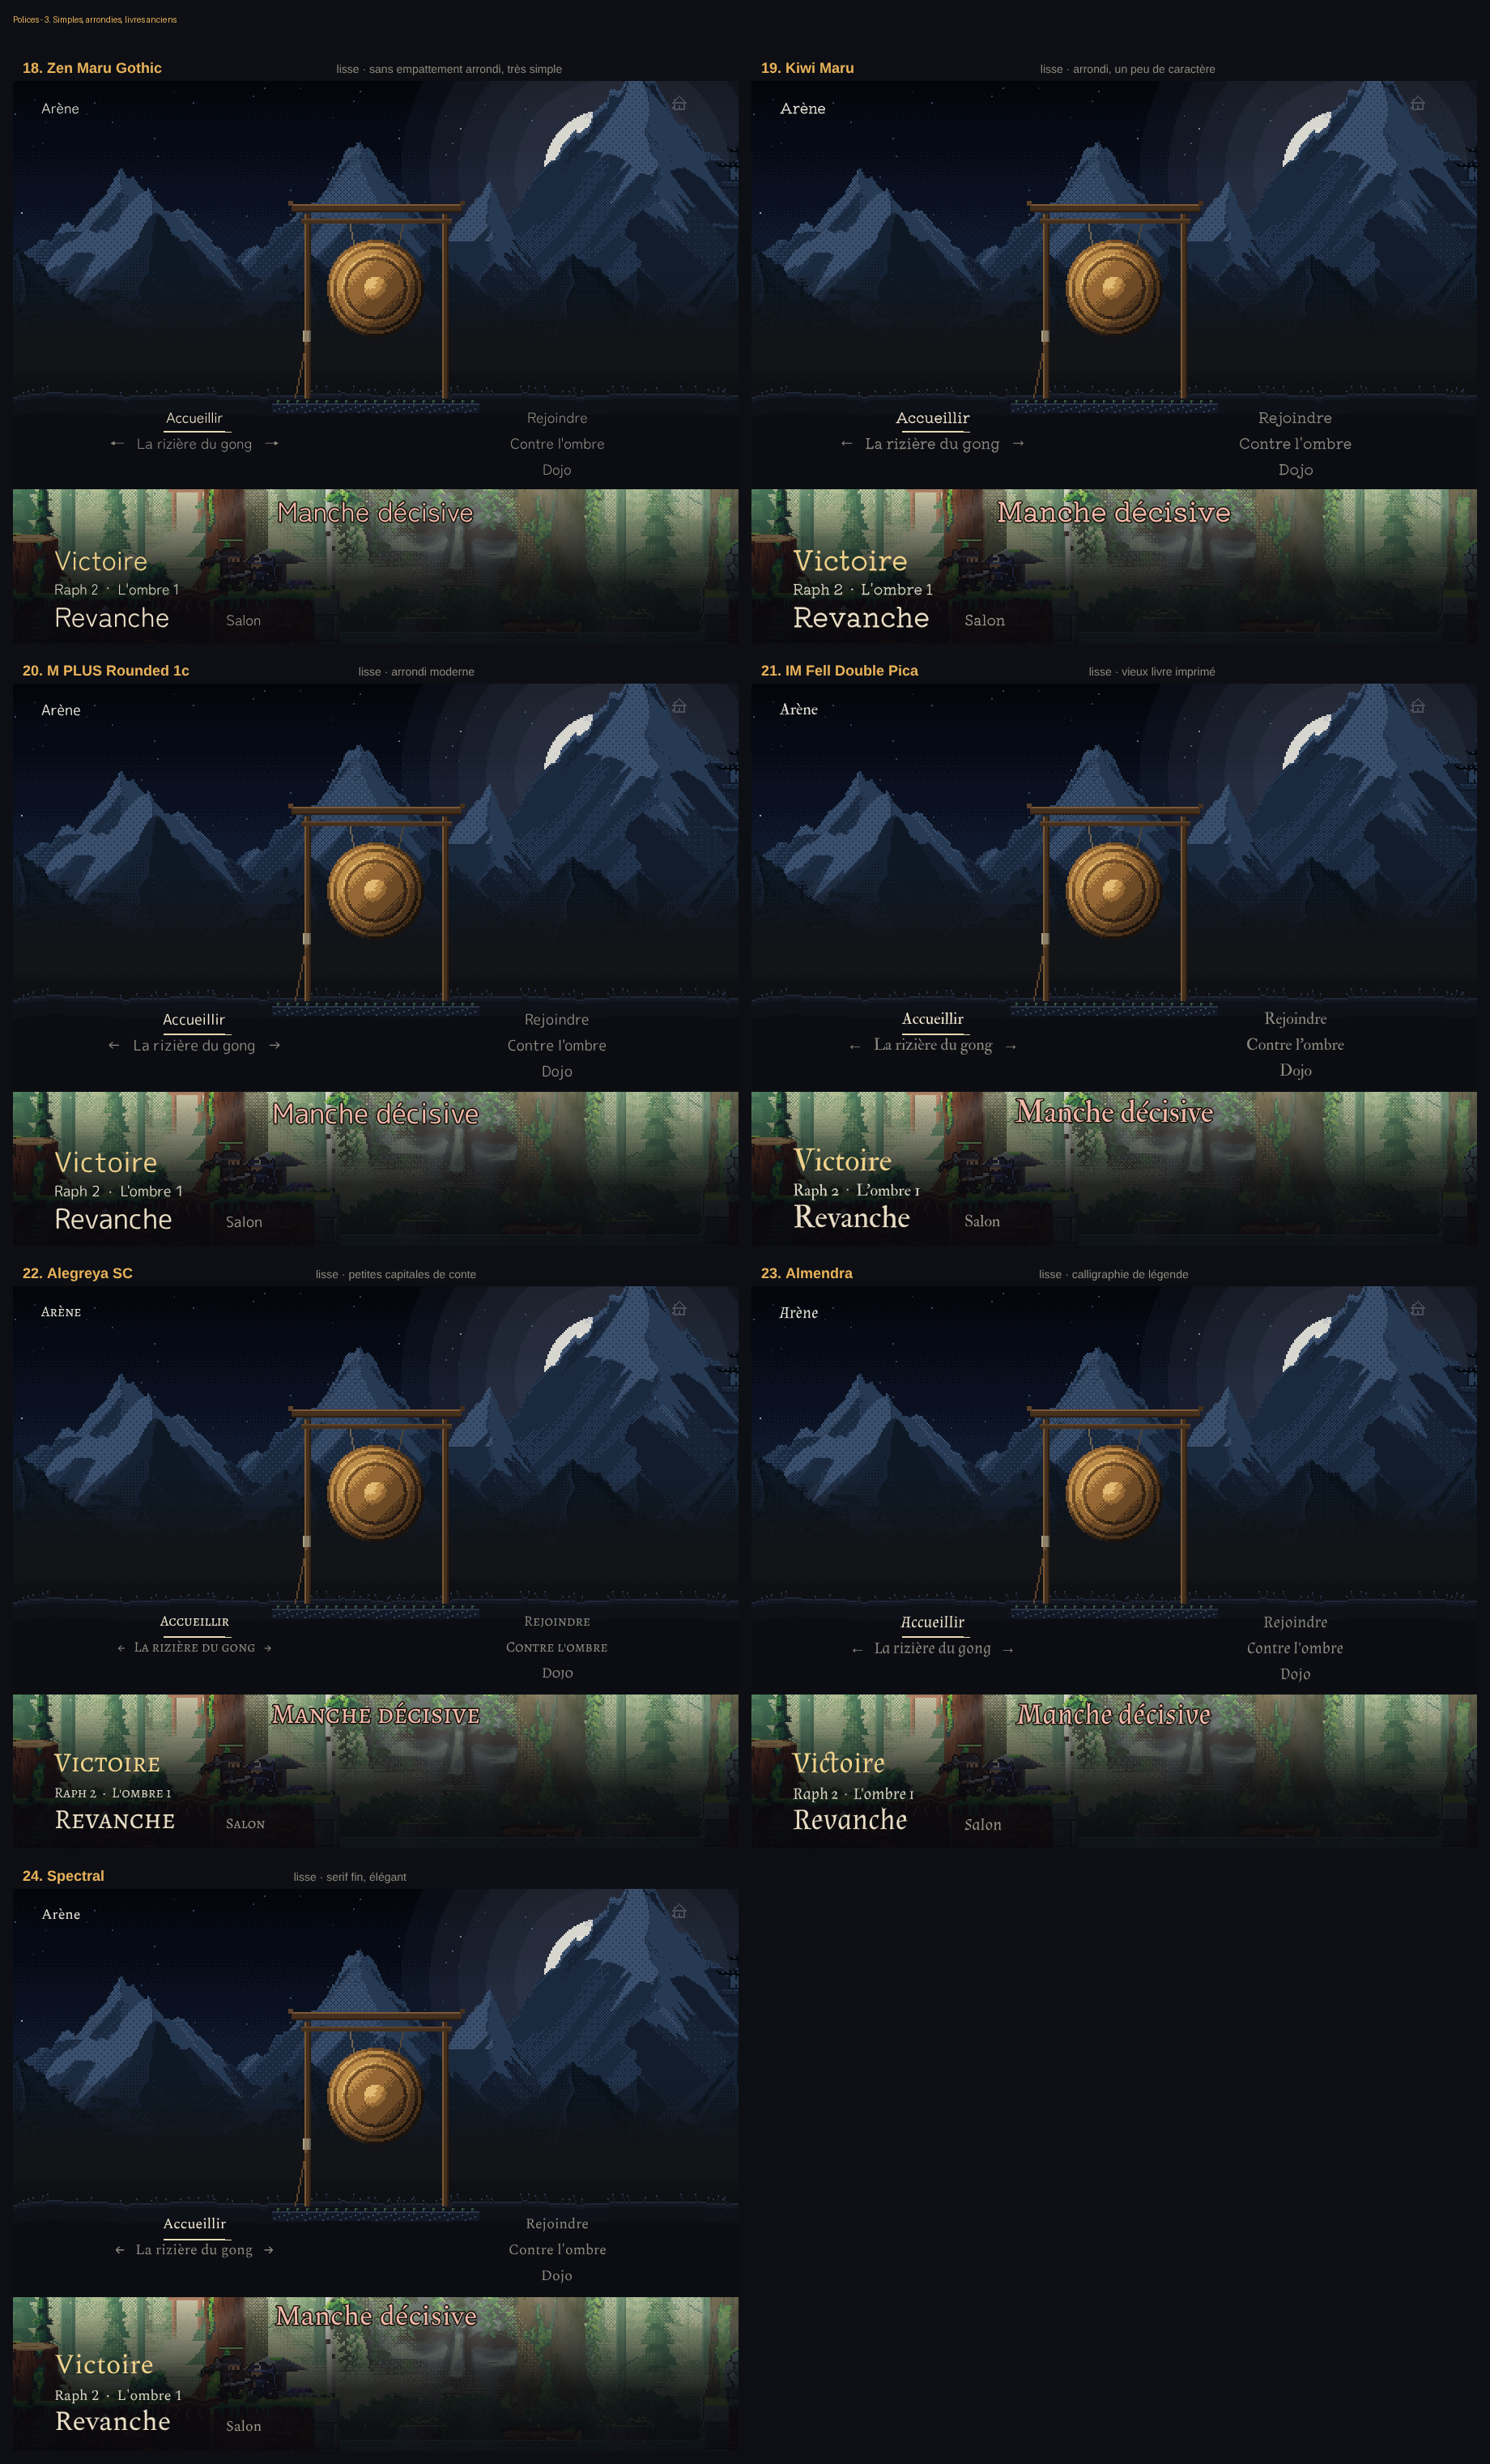 Polices · 3. Simples, arrondies, livres anciens
18. Zen Maru Gothic lisse · sans empattement arrondi, très simple
Arène
Accueillir Rejoindre
← La rizière du gong → Contre l'ombre
Dojo
Manche décisive
Victoire
Raph 2 · L'ombre 1
Revanche Salon
19. Kiwi Maru lisse · arrondi, un peu de caractère
Arène
Accueillir Rejoindre
← La rizière du gong → Contre l'ombre
Dojo
Manche décisive
Victoire
Raph 2 · L'ombre 1
Revanche Salon
20. M PLUS Rounded 1c lisse · arrondi moderne
Arène
Accueillir Rejoindre
← La rizière du gong → Contre l'ombre
Dojo
Manche décisive
Victoire
Raph 2 · L'ombre 1
Revanche Salon
21. IM Fell Double Pica lisse · vieux livre imprimé
Arène
Accueillir Rejoindre
← La rizière du gong → Contre l’ombre
Dojo
Manche décisive
Victoire
Raph 2 · L’ombre 1
Revanche Salon
22. Alegreya SC lisse · petites capitales de conte
Arène
Accueillir Rejoindre
← La rizière du gong → Contre l'ombre
Dojo
Manche décisive
Victoire
Raph 2 · L'ombre 1
Revanche Salon
23. Almendra lisse · calligraphie de légende
Arène
Accueillir Rejoindre
← La rizière du gong → Contre l'ombre
Dojo
Manche décisive
Victoire
Raph 2 · L'ombre 1
Revanche Salon
24. Spectral lisse · serif fin, élégant
Arène
Accueillir Rejoindre
← La rizière du gong → Contre l'ombre
Dojo
Manche décisive
Victoire
Raph 2 · L'ombre 1
Revanche Salon